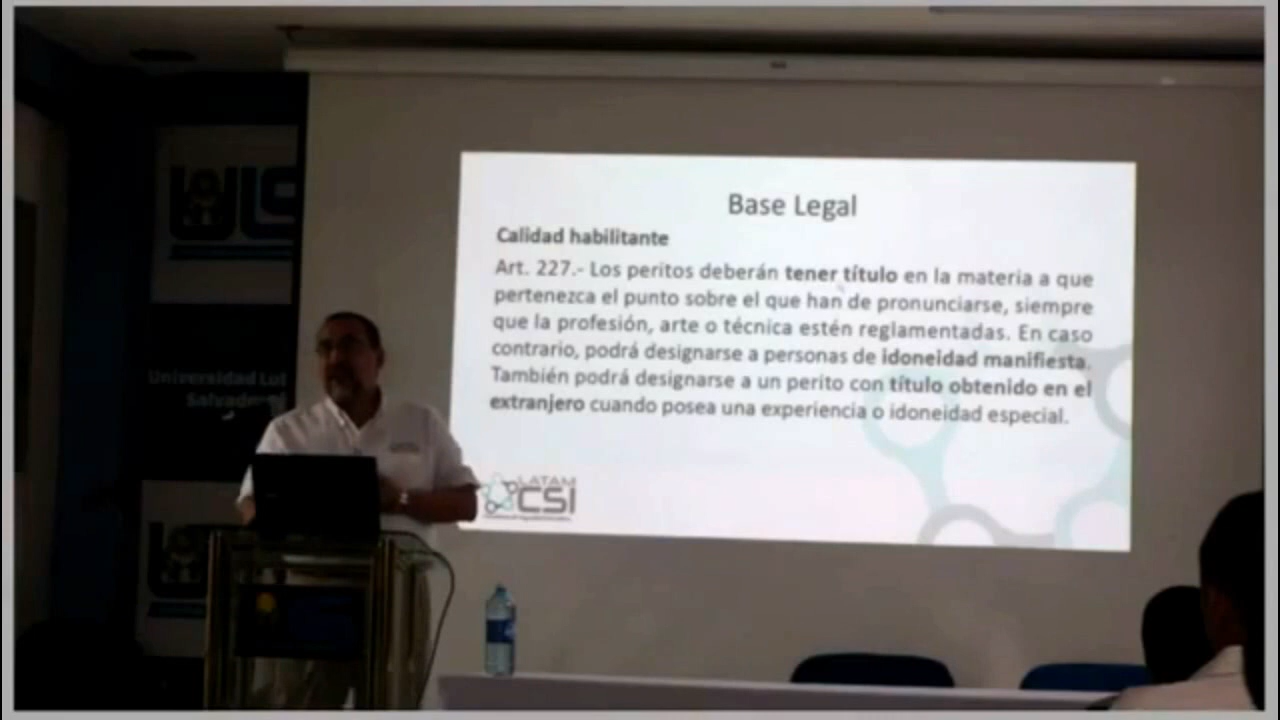 Base Legal
Calidad habilitante
Art. 227.- Los peritos deberán tener título en la materia a que
pertenezca el punto sobre el que han de pronunciarse, siempre
que la profesión, arte o técnica estén reglamentadas. En caso
contrario, podrá designarse a personas de idoneidad manifiesta.
También podrá designarse a un perito con título obtenido en el
extranjero cuando posea una experiencia o idoneidad especial.
LATAM
CSI
Universidad Lut
Salvado